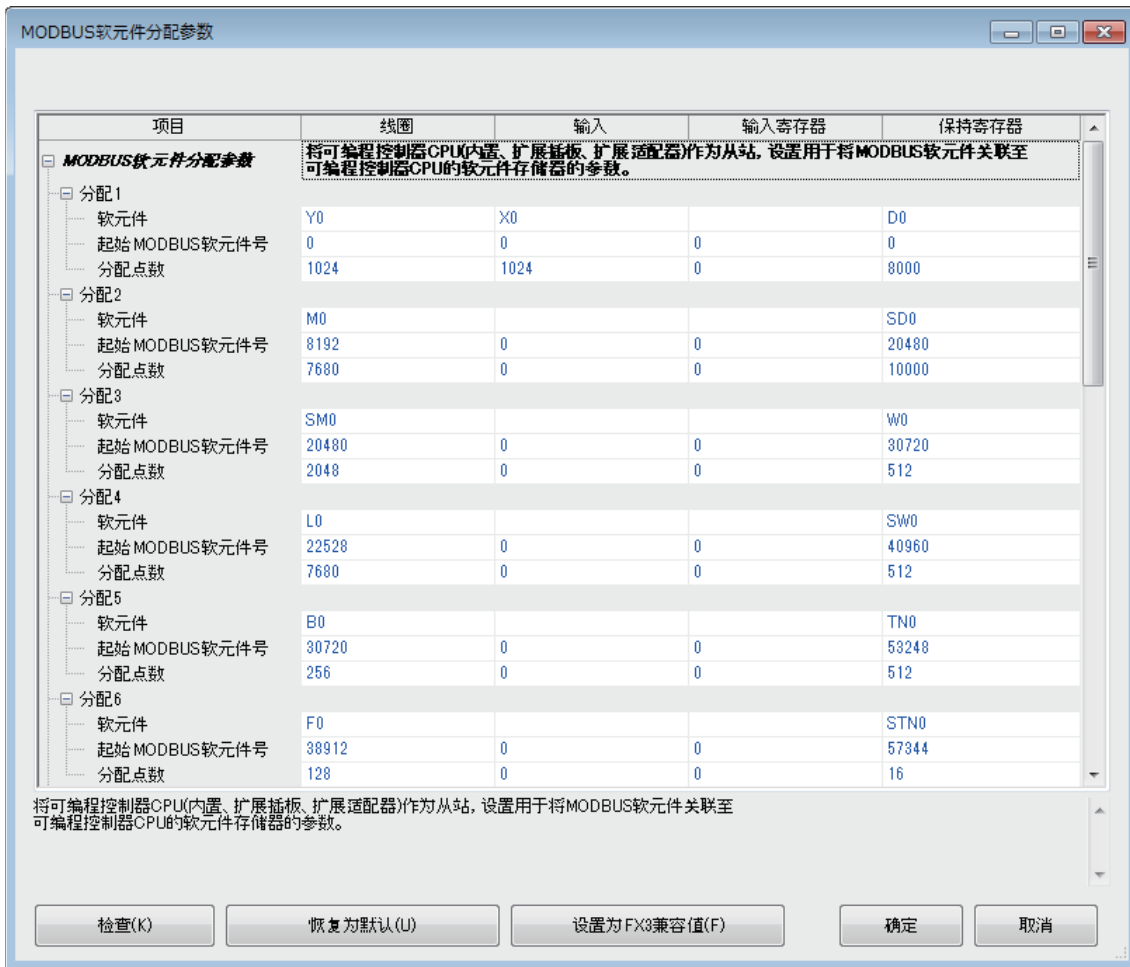 MODBUS软元件分配参数
项目 线圈 输入 输入寄存器 保持寄存器
MODBUS软元件分配参数 将可编程控制器CPU(内置、扩展插板、扩展适配器)作为从站, 设置用于将MODBUS软元件关联至
可编程控制器CPU的软元件存储器的参数。
分配1
软元件 Y0 X0 D0
起始MODBUS软元件号 0 0 0 0
分配点数 1024 1024 0 8000
分配2
软元件 M0 SD0
起始MODBUS软元件号 8192 0 0 20480
分配点数 7680 0 0 10000
分配3
软元件 SM0 W0
起始MODBUS软元件号 20480 0 0 30720
分配点数 2048 0 0 512
分配4
软元件 L0 SW0
起始MODBUS软元件号 22528 0 0 40960
分配点数 7680 0 0 512
分配5
软元件 B0 TN0
起始MODBUS软元件号 30720 0 0 53248
分配点数 256 0 0 512
分配6
软元件 F0 STN0
起始MODBUS软元件号 38912 0 0 57344
分配点数 128 0 0 16
将可编程控制器CPU(内置、扩展插板、扩展适配器)作为从站, 设置用于将MODBUS软元件关联至
可编程控制器CPU的软元件存储器的参数。
检查(K) 恢复为默认(U) 设置为FX3兼容值(F) 确定 取消